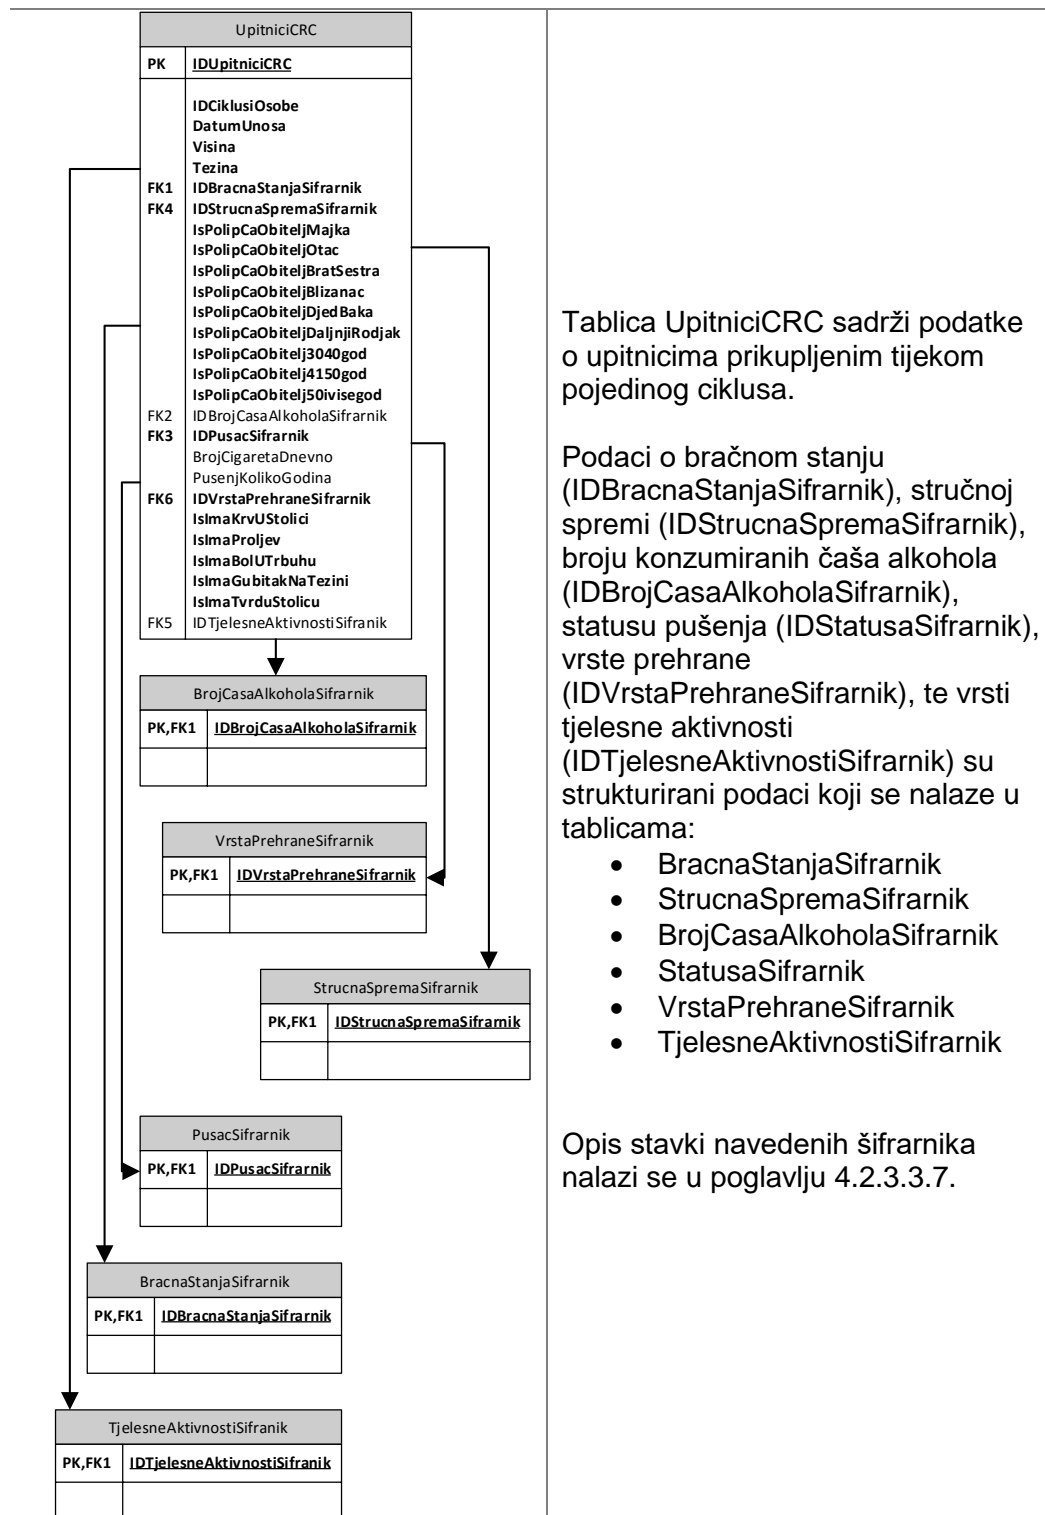 UpitniciCRC
PK IDUpitniciCRC
IDCiklusiOsobe
DatumUnosa
Visina
Tezina
FK1 IDBracnaStanjaSifrarnik
FK4 IDStrucnaSpremaSifrarnik
IsPolipCaObiteljMajka
IsPolipCaObiteljOtac
IsPolipCaObiteljBratSestra
IsPolipCaObiteljBlizanac
IsPolipCaObiteljDjedBaka
IsPolipCaObiteljDaljnjiRodjak
IsPolipCaObitelj3040god
IsPolipCaObitelj4150god
IsPolipCaObitelj50ivisegod
FK2 IDBrojCasaAlkoholaSifrarnik
FK3 IDPusacSifrarnik
BrojCigaretaDnevno
PusenjKolikoGodina
FK6 IDVrstaPrehraneSifrarnik
IsImaKrvUStolici
IsImaProljev
IsImaBolUTrbuhu
IsImaGubitakNaTezini
IsImaTvrduStolicu
FK5 IDTjelesneAktivnostiSifranik
BrojCasaAlkoholaSifrarnik
PK,FK1 IDBrojCasaAlkoholaSifrarnik
VrstaPrehraneSifrarnik
PK,FK1 IDVrstaPrehraneSifrarnik
StrucnaSpremaSifrarnik
PK,FK1 IDStrucnaSpremaSifrarnik
PusacSifrarnik
PK,FK1 IDPusacSifrarnik
BracnaStanjaSifrarnik
PK,FK1 IDBracnaStanjaSifrarnik
TjelesneAktivnostiSifranik
PK,FK1 IDTjelesneAktivnostiSifranik
Tablica UpitniciCRC sadrži podatke
o upitnicima prikupljenim tijekom
pojedinog ciklusa.
Podaci o bračnom stanju
(IDBracnaStanjaSifrarnik), stručnoj
spremi (IDStrucnaSpremaSifrarnik),
broju konzumiranih čaša alkohola
(IDBrojCasaAlkoholaSifrarnik),
statusu pušenja (IDStatusaSifrarnik),
vrste prehrane
(IDVrstaPrehraneSifrarnik), te vrsti
tjelesne aktivnosti
(IDTjelesneAktivnostiSifrarnik) su
strukturirani podaci koji se nalaze u
tablicama:
• BracnaStanjaSifrarnik
• StrucnaSpremaSifrarnik
• BrojCasaAlkoholaSifrarnik
• StatusaSifrarnik
• VrstaPrehraneSifrarnik
• TjelesneAktivnostiSifrarnik
Opis stavki navedenih šifrarnika
nalazi se u poglavlju 4.2.3.3.7.